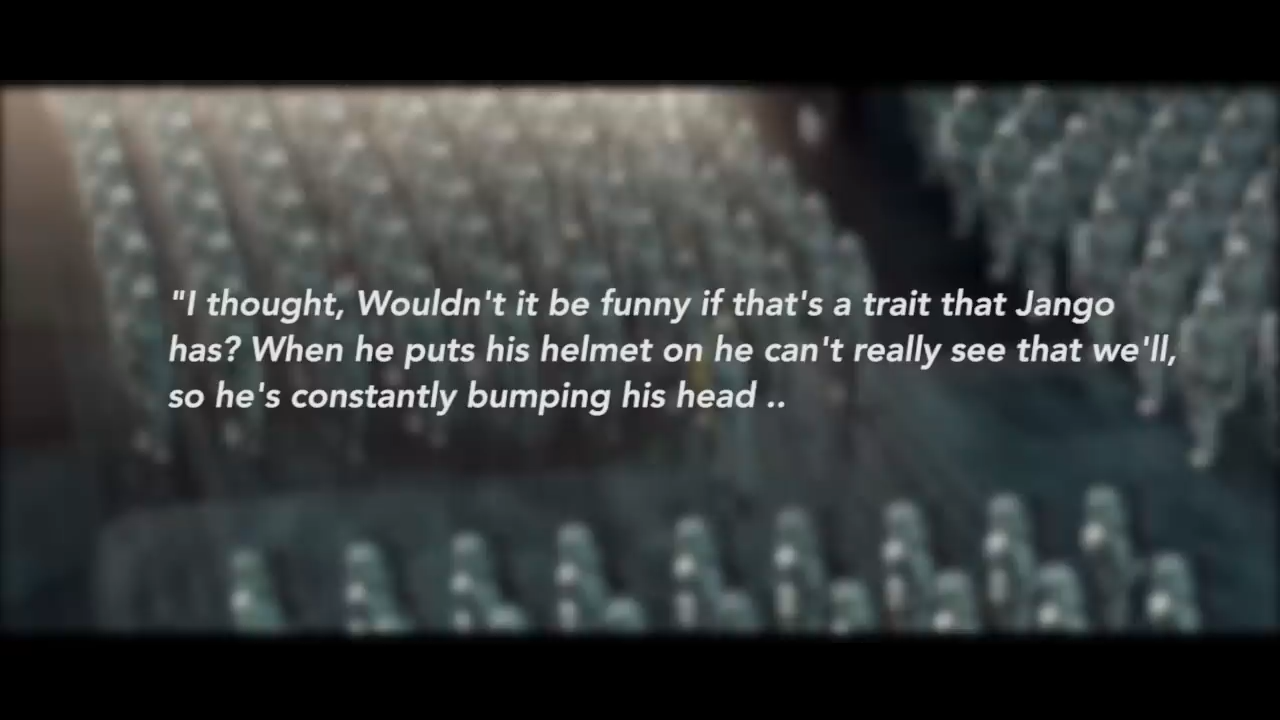 "I thought, Wouldn't it be funny if that's a trait that Jango
has? When he puts his helmet on he can't really see that we'll,
so he's constantly bumping his head ..